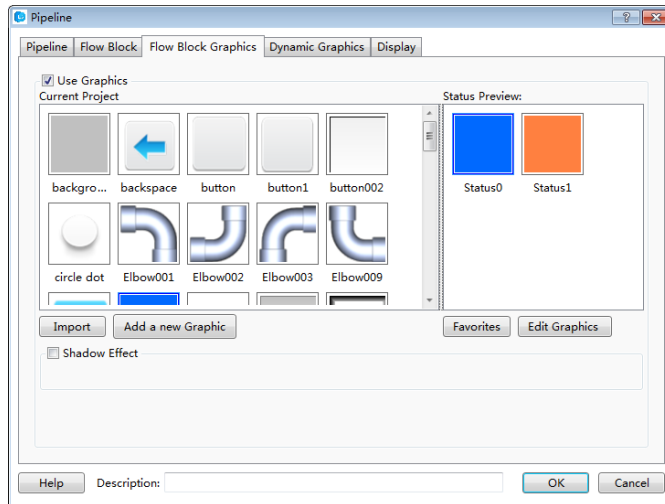 Pipeline
Pipeline Flow Block Flow Block Graphics Dynamic Graphics Display
Use Graphics
Current Project Status Preview:
backgro... backspace button button1 button002
Status0 Status1
circle dot Elbow001 Elbow002 Elbow003 Elbow009
Import Add a new Graphic Favorites Edit Graphics
Shadow Effect
Help Description: OK Cancel